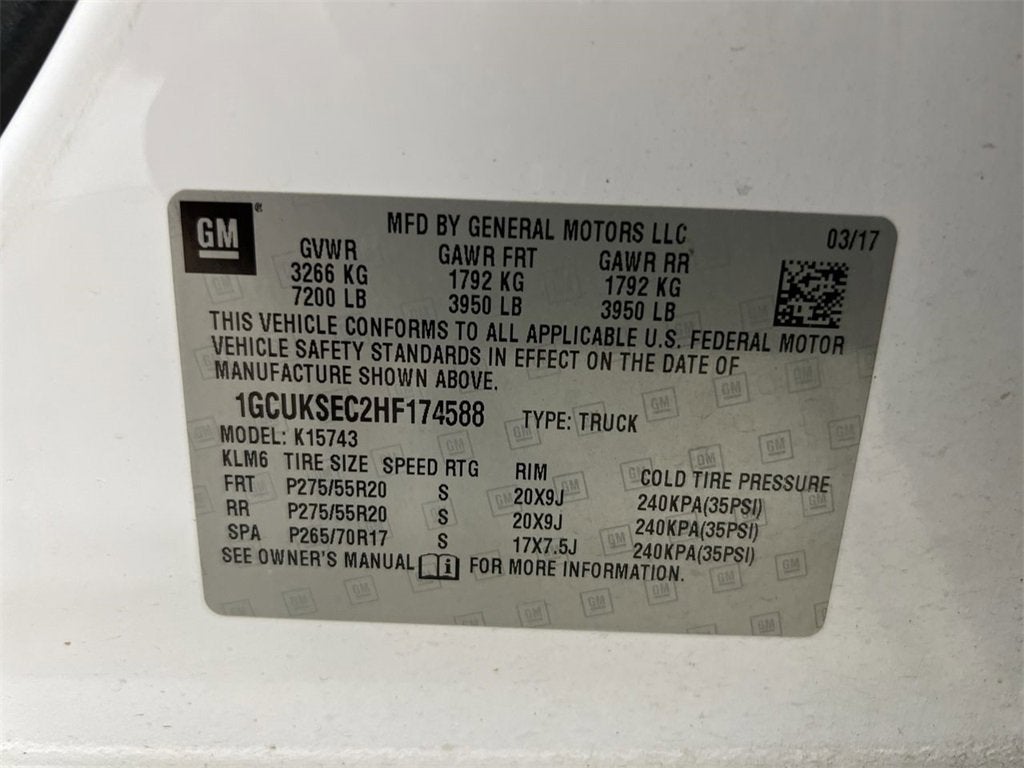 GM®
MFD BY GENERAL MOTORS LLC
03/17
GVWR GAWR FRT GAWR RR
3266 KG 1792 KG 1792 KG
7200 LB 3950 LB 3950 LB
THIS VEHICLE CONFORMS TO ALL APPLICABLE U.S. FEDERAL MOTOR
VEHICLE SAFETY STANDARDS IN EFFECT ON THE DATE OF
MANUFACTURE SHOWN ABOVE.
1GCUKSEC2HF174588 TYPE: TRUCK
MODEL: K15743
KLM6 TIRE SIZE SPEED RTG RIM COLD TIRE PRESSURE
FRT P275/55R20 S 20X9J 240KPA(35PSI)
RR P275/55R20 S 20X9J 240KPA(35PSI)
SPA P265/70R17 S 17X7.5J 240KPA(35PSI)
SEE OWNER'S MANUAL i FOR MORE INFORMATION.